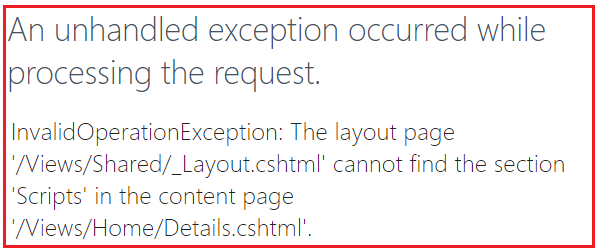 An unhandled exception occurred while
processing the request.
InvalidOperationException: The layout page
'/Views/Shared/_Layout.cshtml' cannot find the section
'Scripts' in the content page
'/Views/Home/Details.cshtml'.